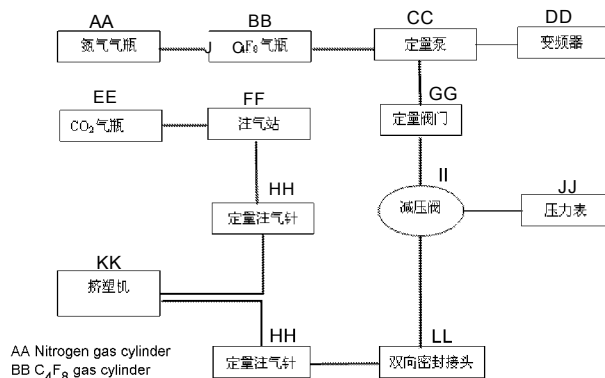 AA BB CC DD
氮气气瓶 C₄F₈气瓶 定量泵 变频器
EE FF GG
CO₂气瓶 注气站 定量阀门
HH II JJ
定量注气针 减压阀 压力表
KK
挤塑机
HH LL
定量注气针 双向密封接头
AA Nitrogen gas cylinder
BB C₄F₈ gas cylinder